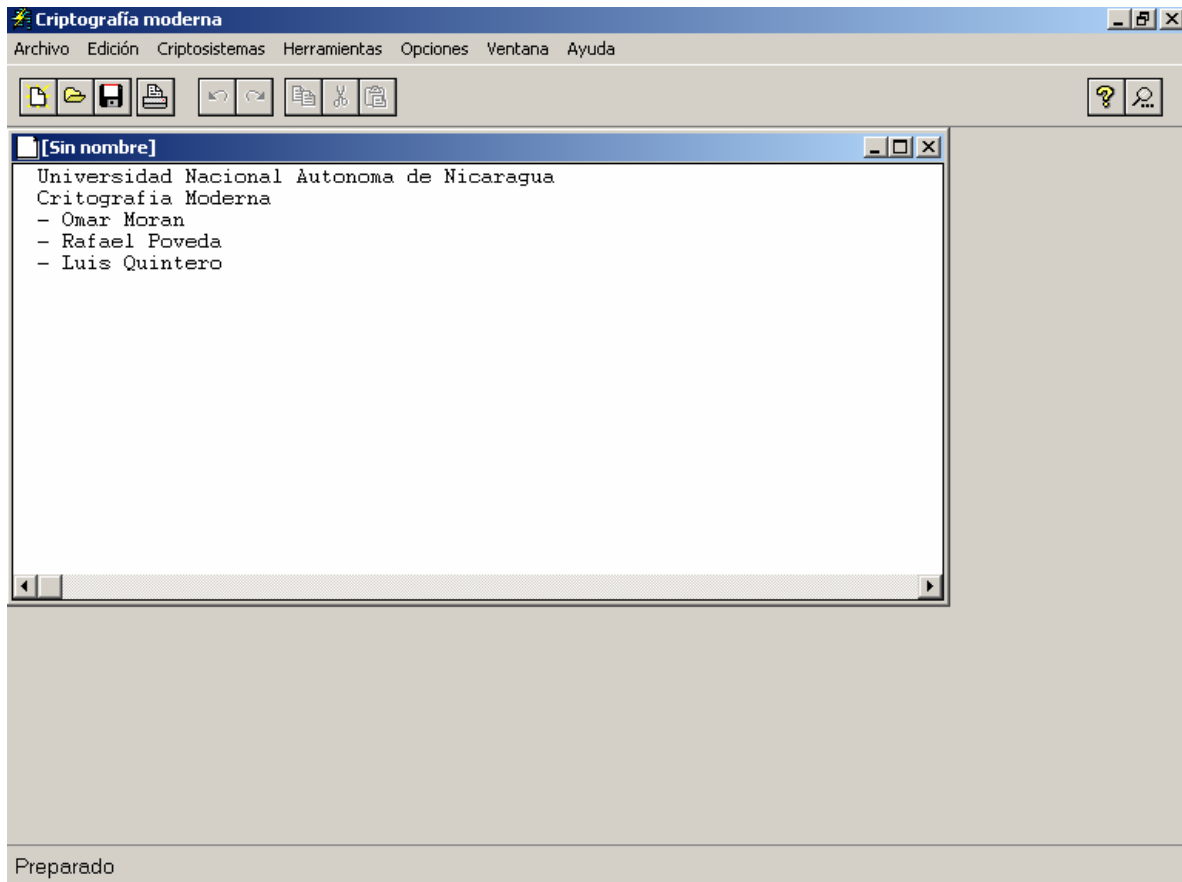 Criptografía moderna
Archivo Edición Criptosistemas Herramientas Opciones Ventana Ayuda
[Sin nombre]
Universidad Nacional Autonoma de Nicaragua
Critografia Moderna
- Omar Moran
- Rafael Poveda
- Luis Quintero
Preparado